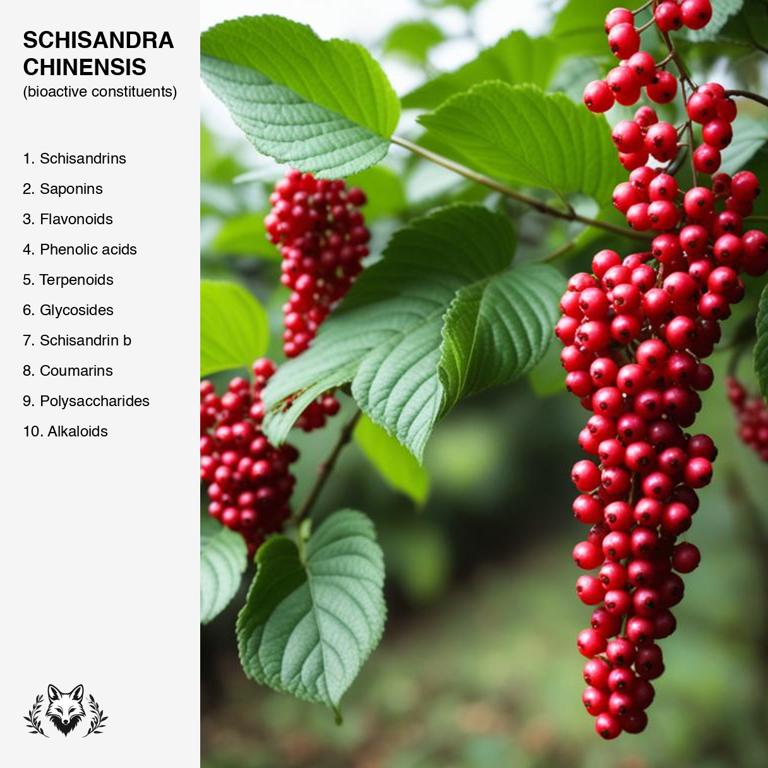 SCHISANDRA
CHINENSIS
(bioactive constituents)
1. Schisandrins
2. Saponins
3. Flavonoids
4. Phenolic acids
5. Terpenoids
6. Glycosides
7. Schisandrin b
8. Coumarins
9. Polysaccharides
10. Alkaloids